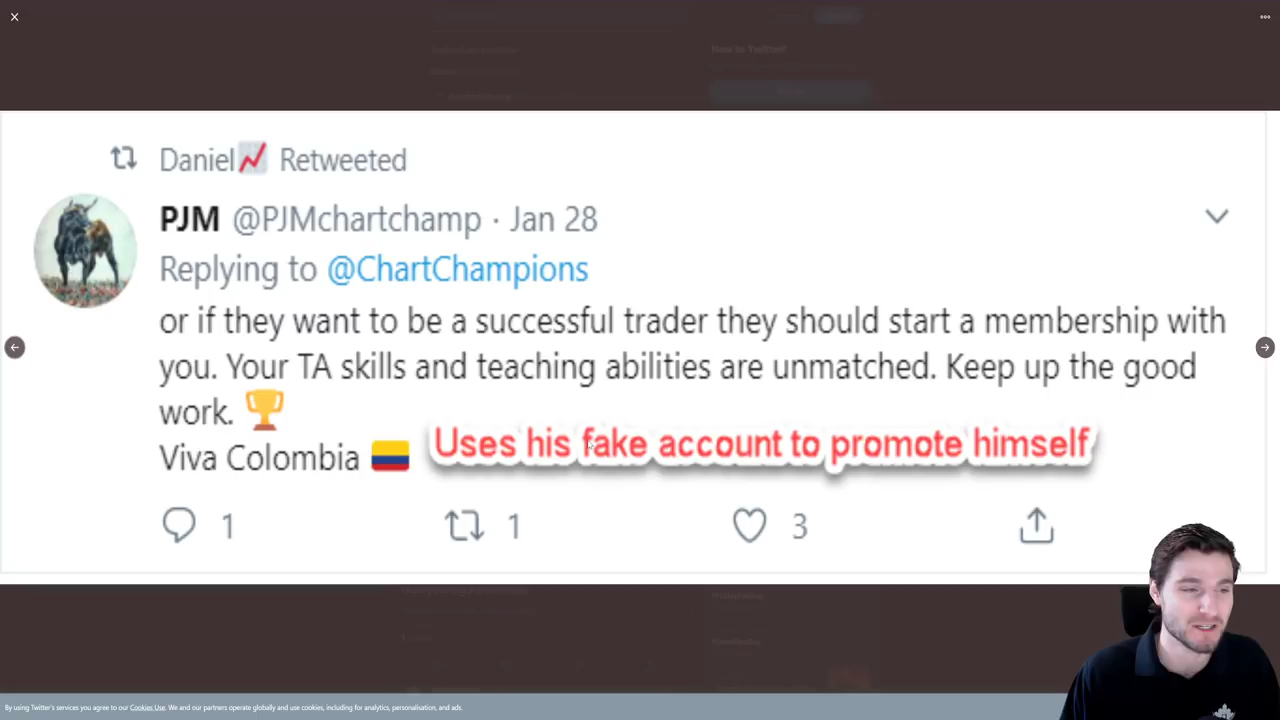 Daniel Retweeted
PJM @PJMchartchamp · Jan 28
Replying to @ChartChampions
or if they want to be a successful trader they should start a membership with
you. Your TA skills and teaching abilities are unmatched. Keep up the good
work.
Viva Colombia
Uses his fake account to promote himself
1
1
3
By using Twitter's services you agree to our Cookies Use. We and our partners operate globally and use cookies, including for analytics, personalisation, and ads.